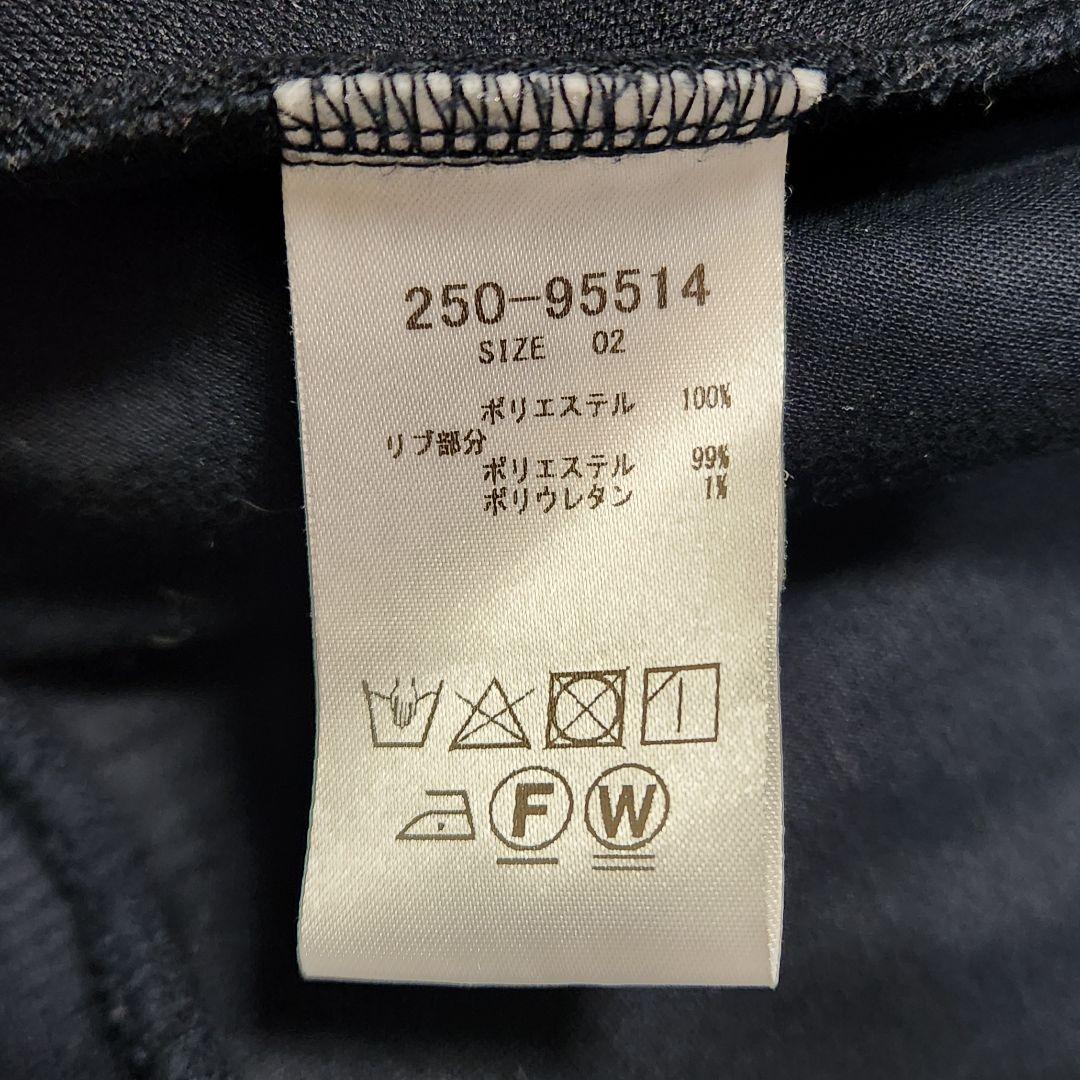 250-95514
SIZE 02
ポリエステル 100%
リブ部分
ポリエステル 99%
ポリウレタン 1%
F W